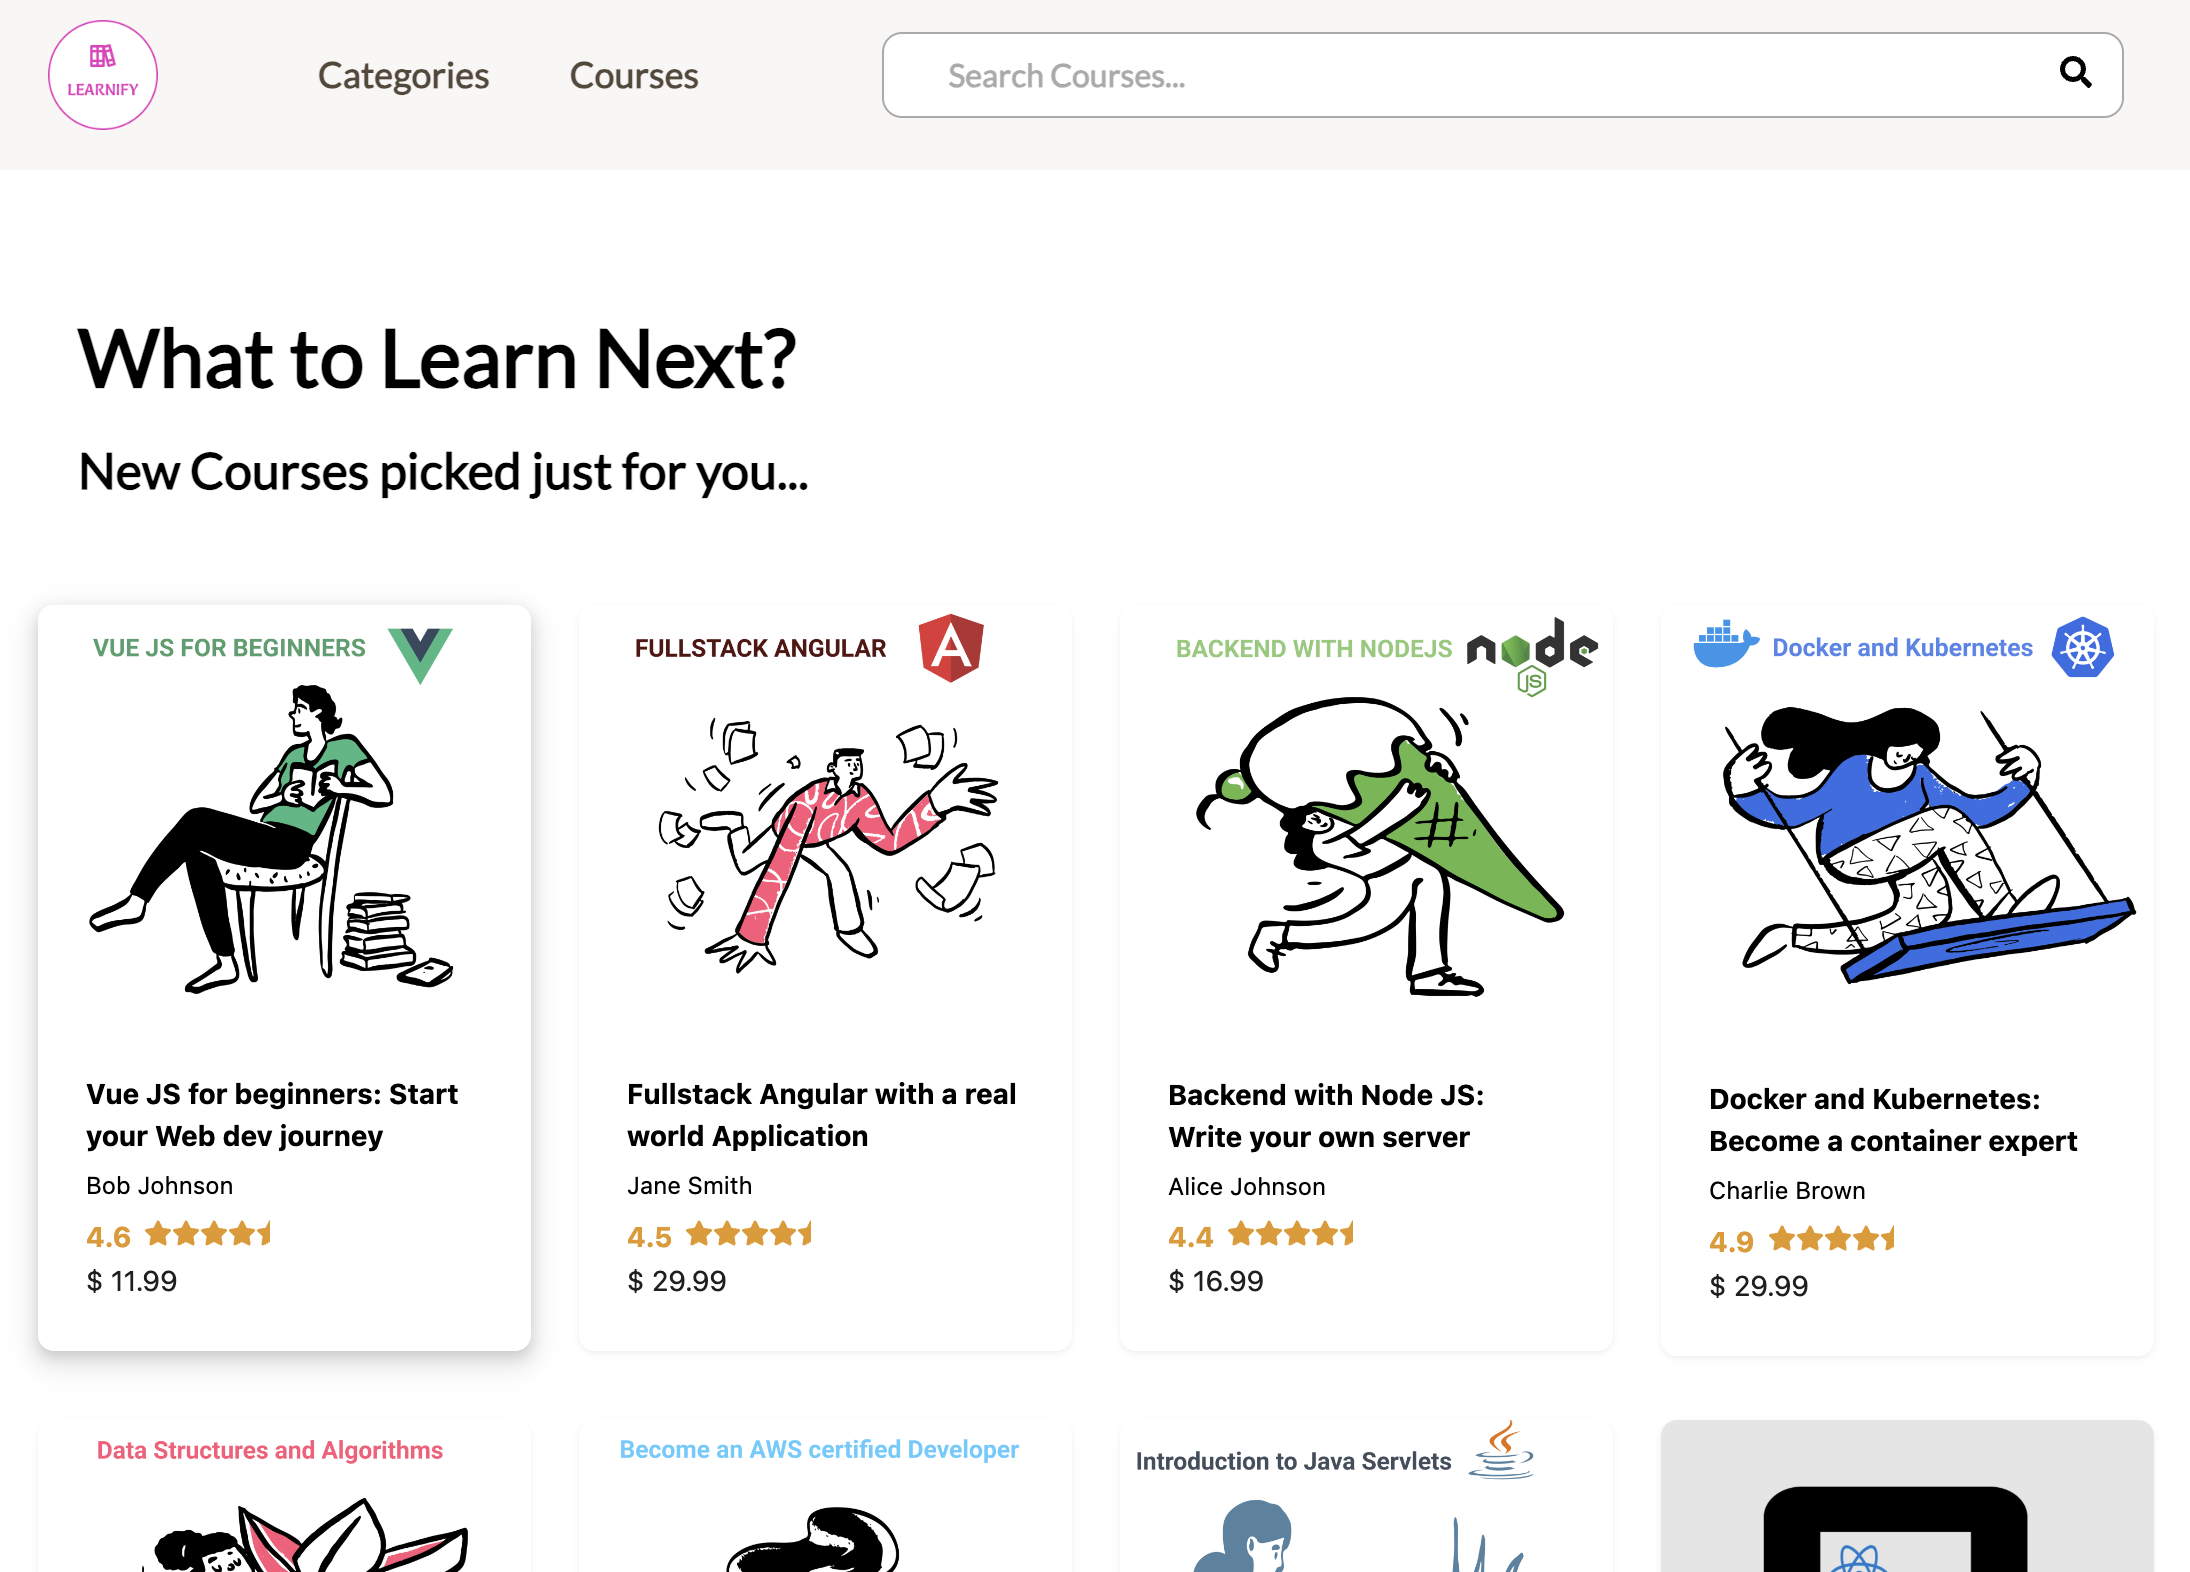 LEARNIFY
Categories
Courses
Search Courses...
What to Learn Next?
New Courses picked just for you...
VUE JS FOR BEGINNERS
Vue JS for beginners: Start
your Web dev journey
Bob Johnson
4.6
$ 11.99
FULLSTACK ANGULAR
A
Fullstack Angular with a real
world Application
Jane Smith
4.5
$ 29.99
BACKEND WITH NODEJS
node
JS
#
Backend with Node JS:
Write your own server
Alice Johnson
4.4
$ 16.99
Docker and Kubernetes
Docker and Kubernetes:
Become a container expert
Charlie Brown
4.9
$ 29.99
Data Structures and Algorithms
Become an AWS certified Developer
Introduction to Java Servlets